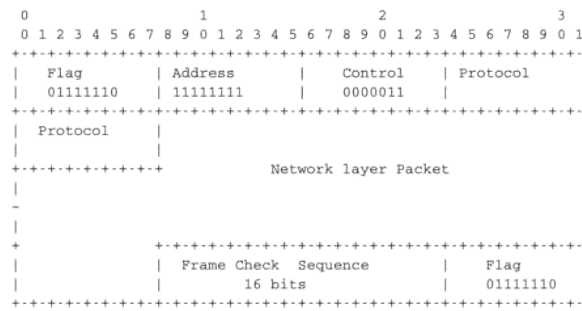 0                   1                   2                   3
0 1 2 3 4 5 6 7 8 9 0 1 2 3 4 5 6 7 8 9 0 1 2 3 4 5 6 7 8 9 0 1
+-+-+-+-+-+-+-+-+-+-+-+-+-+-+-+-+-+-+-+-+-+-+-+-+-+-+-+-+-+-+-+-
| Flag | Address | Control | Protocol
| 01111110 | 11111111 | 0000011 |
+-+-+-+-+-+-+-+-+-+-+-+-+-+-+-+-+-+-+-+-+-+-+-+-+-+-+-+-+-+-+-+-
| Protocol |
| |
+-+-+-+-+-+-+-+-+ Network layer Packet
|
~
|
+ +-+-+-+-+-+-+-+-+-+-+-+-+-+-+-+-+-+-+-+-+-+-+-+-
| | Frame Check Sequence | Flag
| | 16 bits | 01111110
+-+-+-+-+-+-+-+-+-+-+-+-+-+-+-+-+-+-+-+-+-+-+-+-+-+-+-+-+-+-+-+-